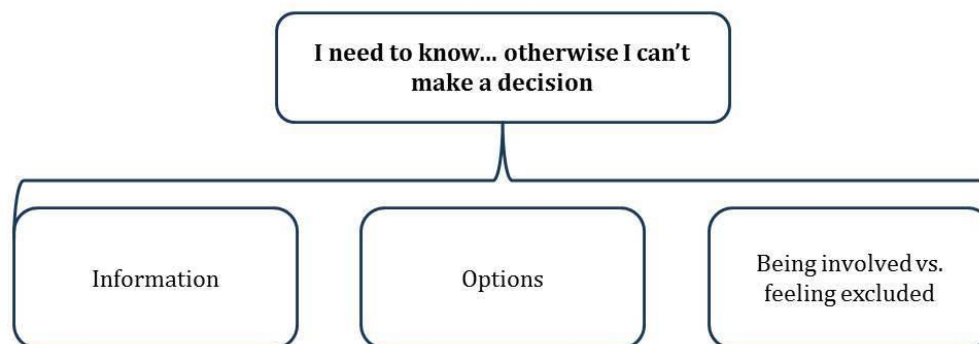 I need to know... otherwise I can't
make a decision
Information
Options
Being involved vs.
feeling excluded